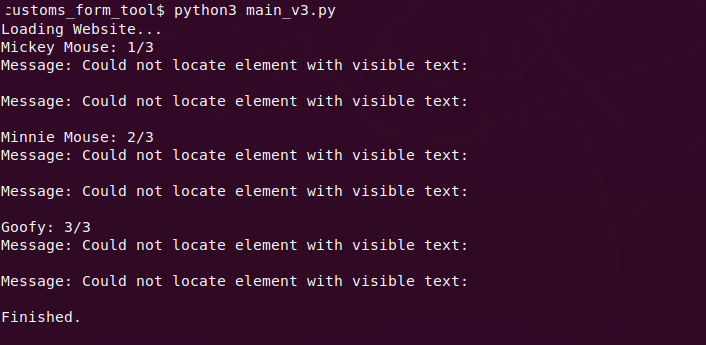 customs_form_tool$ python3 main_v3.py
Loading Website...
Mickey Mouse: 1/3
Message: Could not locate element with visible text:
Message: Could not locate element with visible text:
Minnie Mouse: 2/3
Message: Could not locate element with visible text:
Message: Could not locate element with visible text:
Goofy: 3/3
Message: Could not locate element with visible text:
Message: Could not locate element with visible text:
Finished.